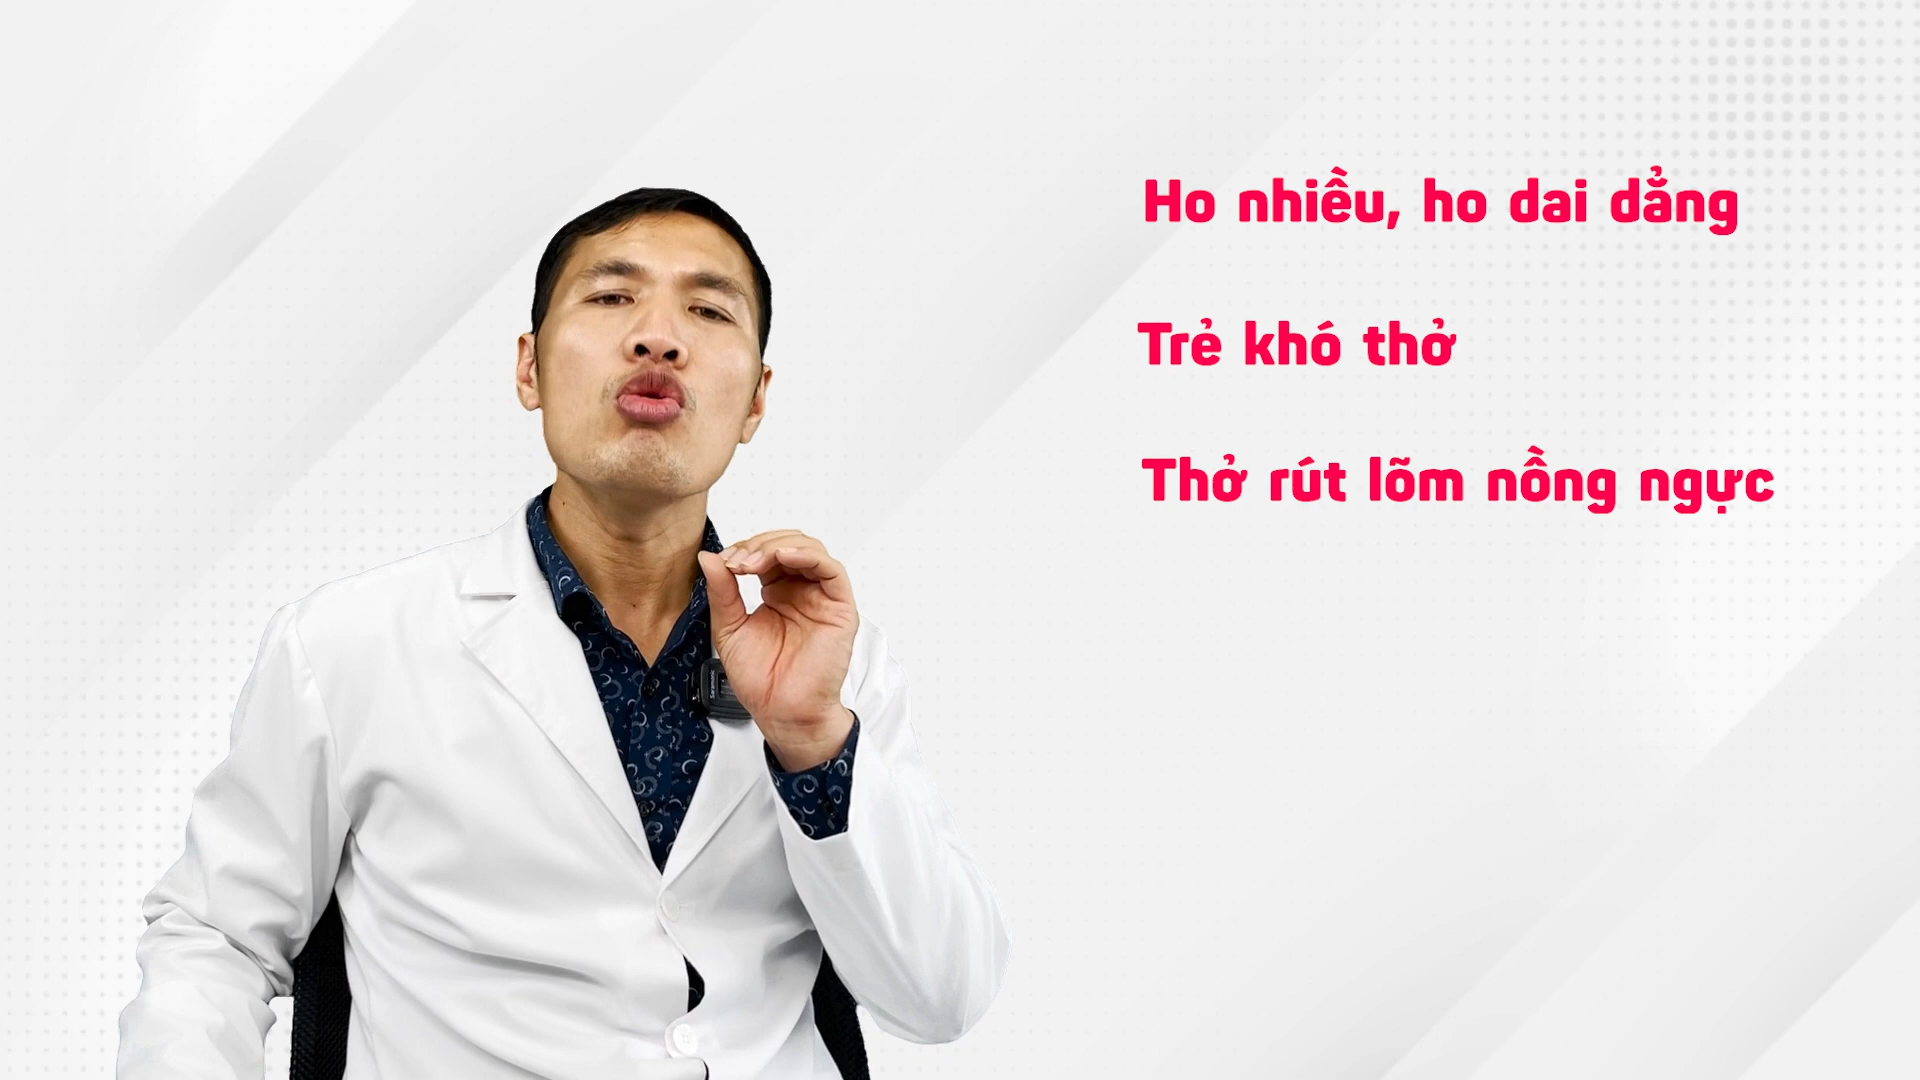 Ho nhiều, ho dai dẳng
Trẻ khó thở
Thở rút lõm nồng ngực